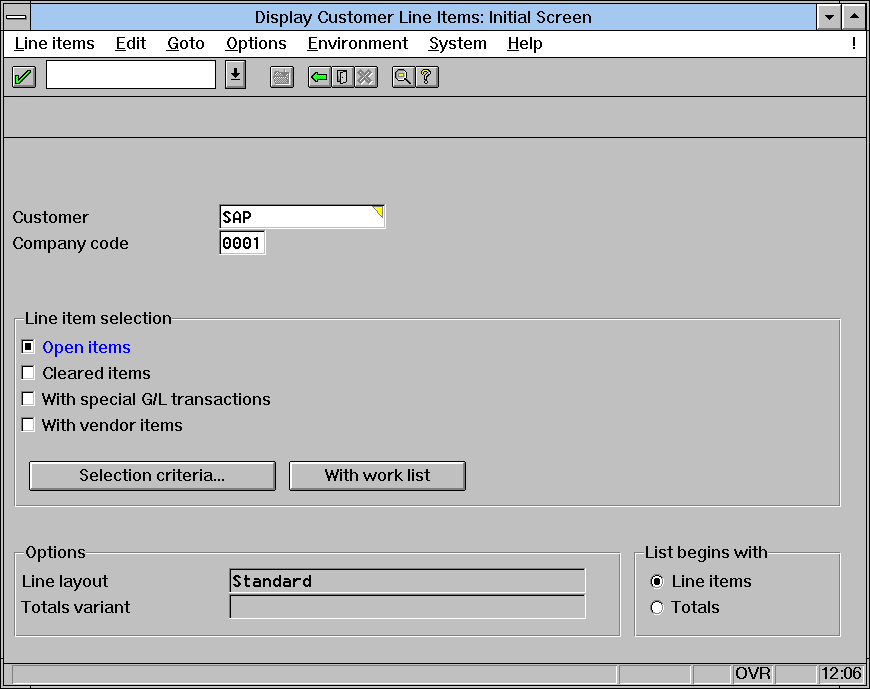 Display Customer Line Items: Initial Screen
Line items Edit Goto Options Environment System Help !
?
Customer SAP
Company code 0001
Line item selection
Open items
Cleared items
With special G/L transactions
With vendor items
Selection criteria... With work list
Options List begins with
Line layout Standard Line items
Totals variant Totals
OVR 12:06